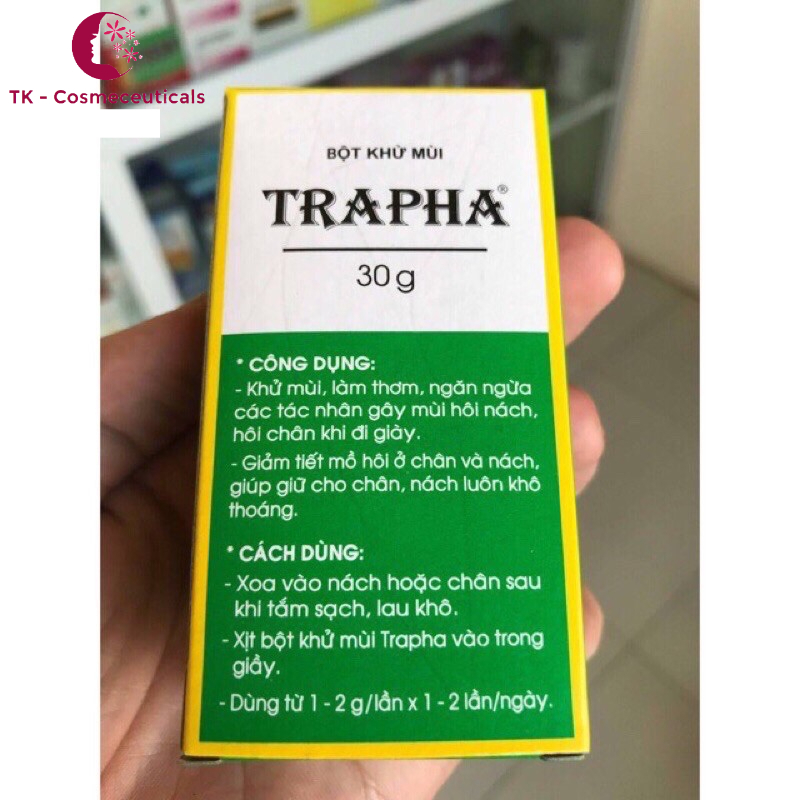 TK - Cosmeceuticals
BỘT KHỬ MÙI
TRAPHA®
30 g
* CÔNG DỤNG:
- Khử mùi, làm thơm, ngăn ngừa
các tác nhân gây mùi hôi nách,
hôi chân khi đi giày.
- Giảm tiết mồ hôi ở chân và nách,
giúp giữ cho chân, nách luôn khô
thoáng.
* CÁCH DÙNG:
- Xoa vào nách hoặc chân sau
khi tắm sạch, lau khô.
- Xịt bột khử mùi Trapha vào trong
giầy.
- Dùng từ 1 - 2 g/lần x 1 - 2 lần/ngày.